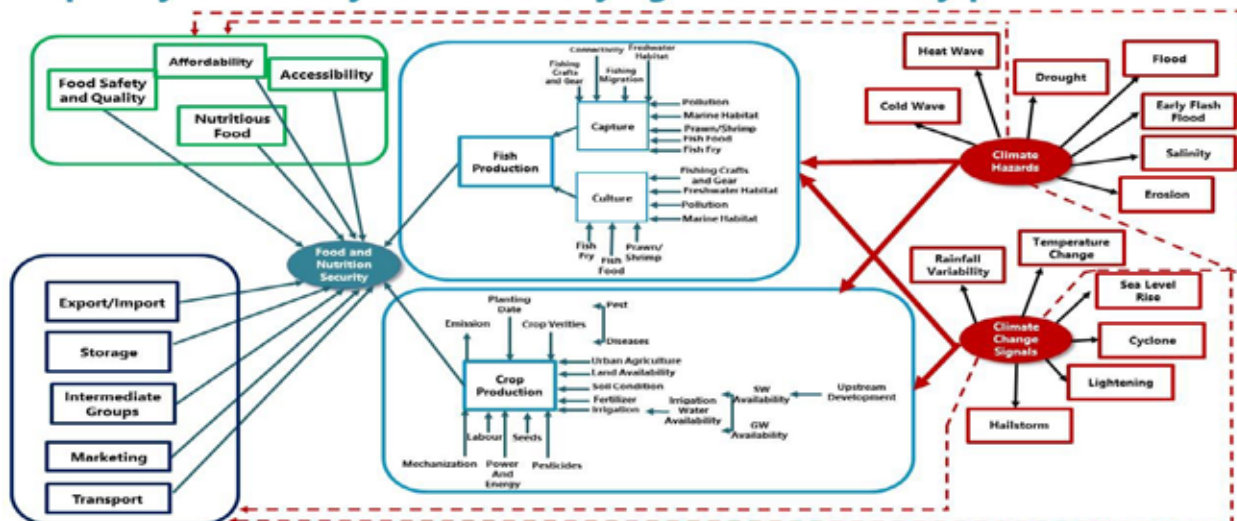 Affordability
Accessibility
Food Safety
and Quality
Nutritious
Food
Export/Import
Storage
Intermediate
Groups
Marketing
Transport
Food and
Nutrition
Security
Connectivity
Freshwater
Habitat
Fishing
Crafts
and Gear
Fishing
Migration
Capture
Pollution
Marine Habitat
Prawn/Shrimp
Fish Food
Fish Fry
Fish
Production
Culture
Fishing Crafts
and Gear
Freshwater Habitat
Pollution
Marine Habitat
Fish
Fry
Fish
Food
Prawn/
Shrimp
Planting
Date
Pest
Emission
Crop Verities
Diseases
Crop
Production
Urban Agriculture
Land Availability
Soil Condition
Fertilizer
Irrigation
Irrigation
Water
Availability
SW
Availability
GW
Availability
Upstream
Development
Mechanization
Labour
Power
And
Energy
Seeds
Pesticides
Heat Wave
Drought
Flood
Cold Wave
Early Flash
Flood
Climate
Hazards
Salinity
Erosion
Rainfall
Variability
Temperature
Change
Sea Level
Rise
Climate
Change
Signals
Cyclone
Lightening
Hailstorm